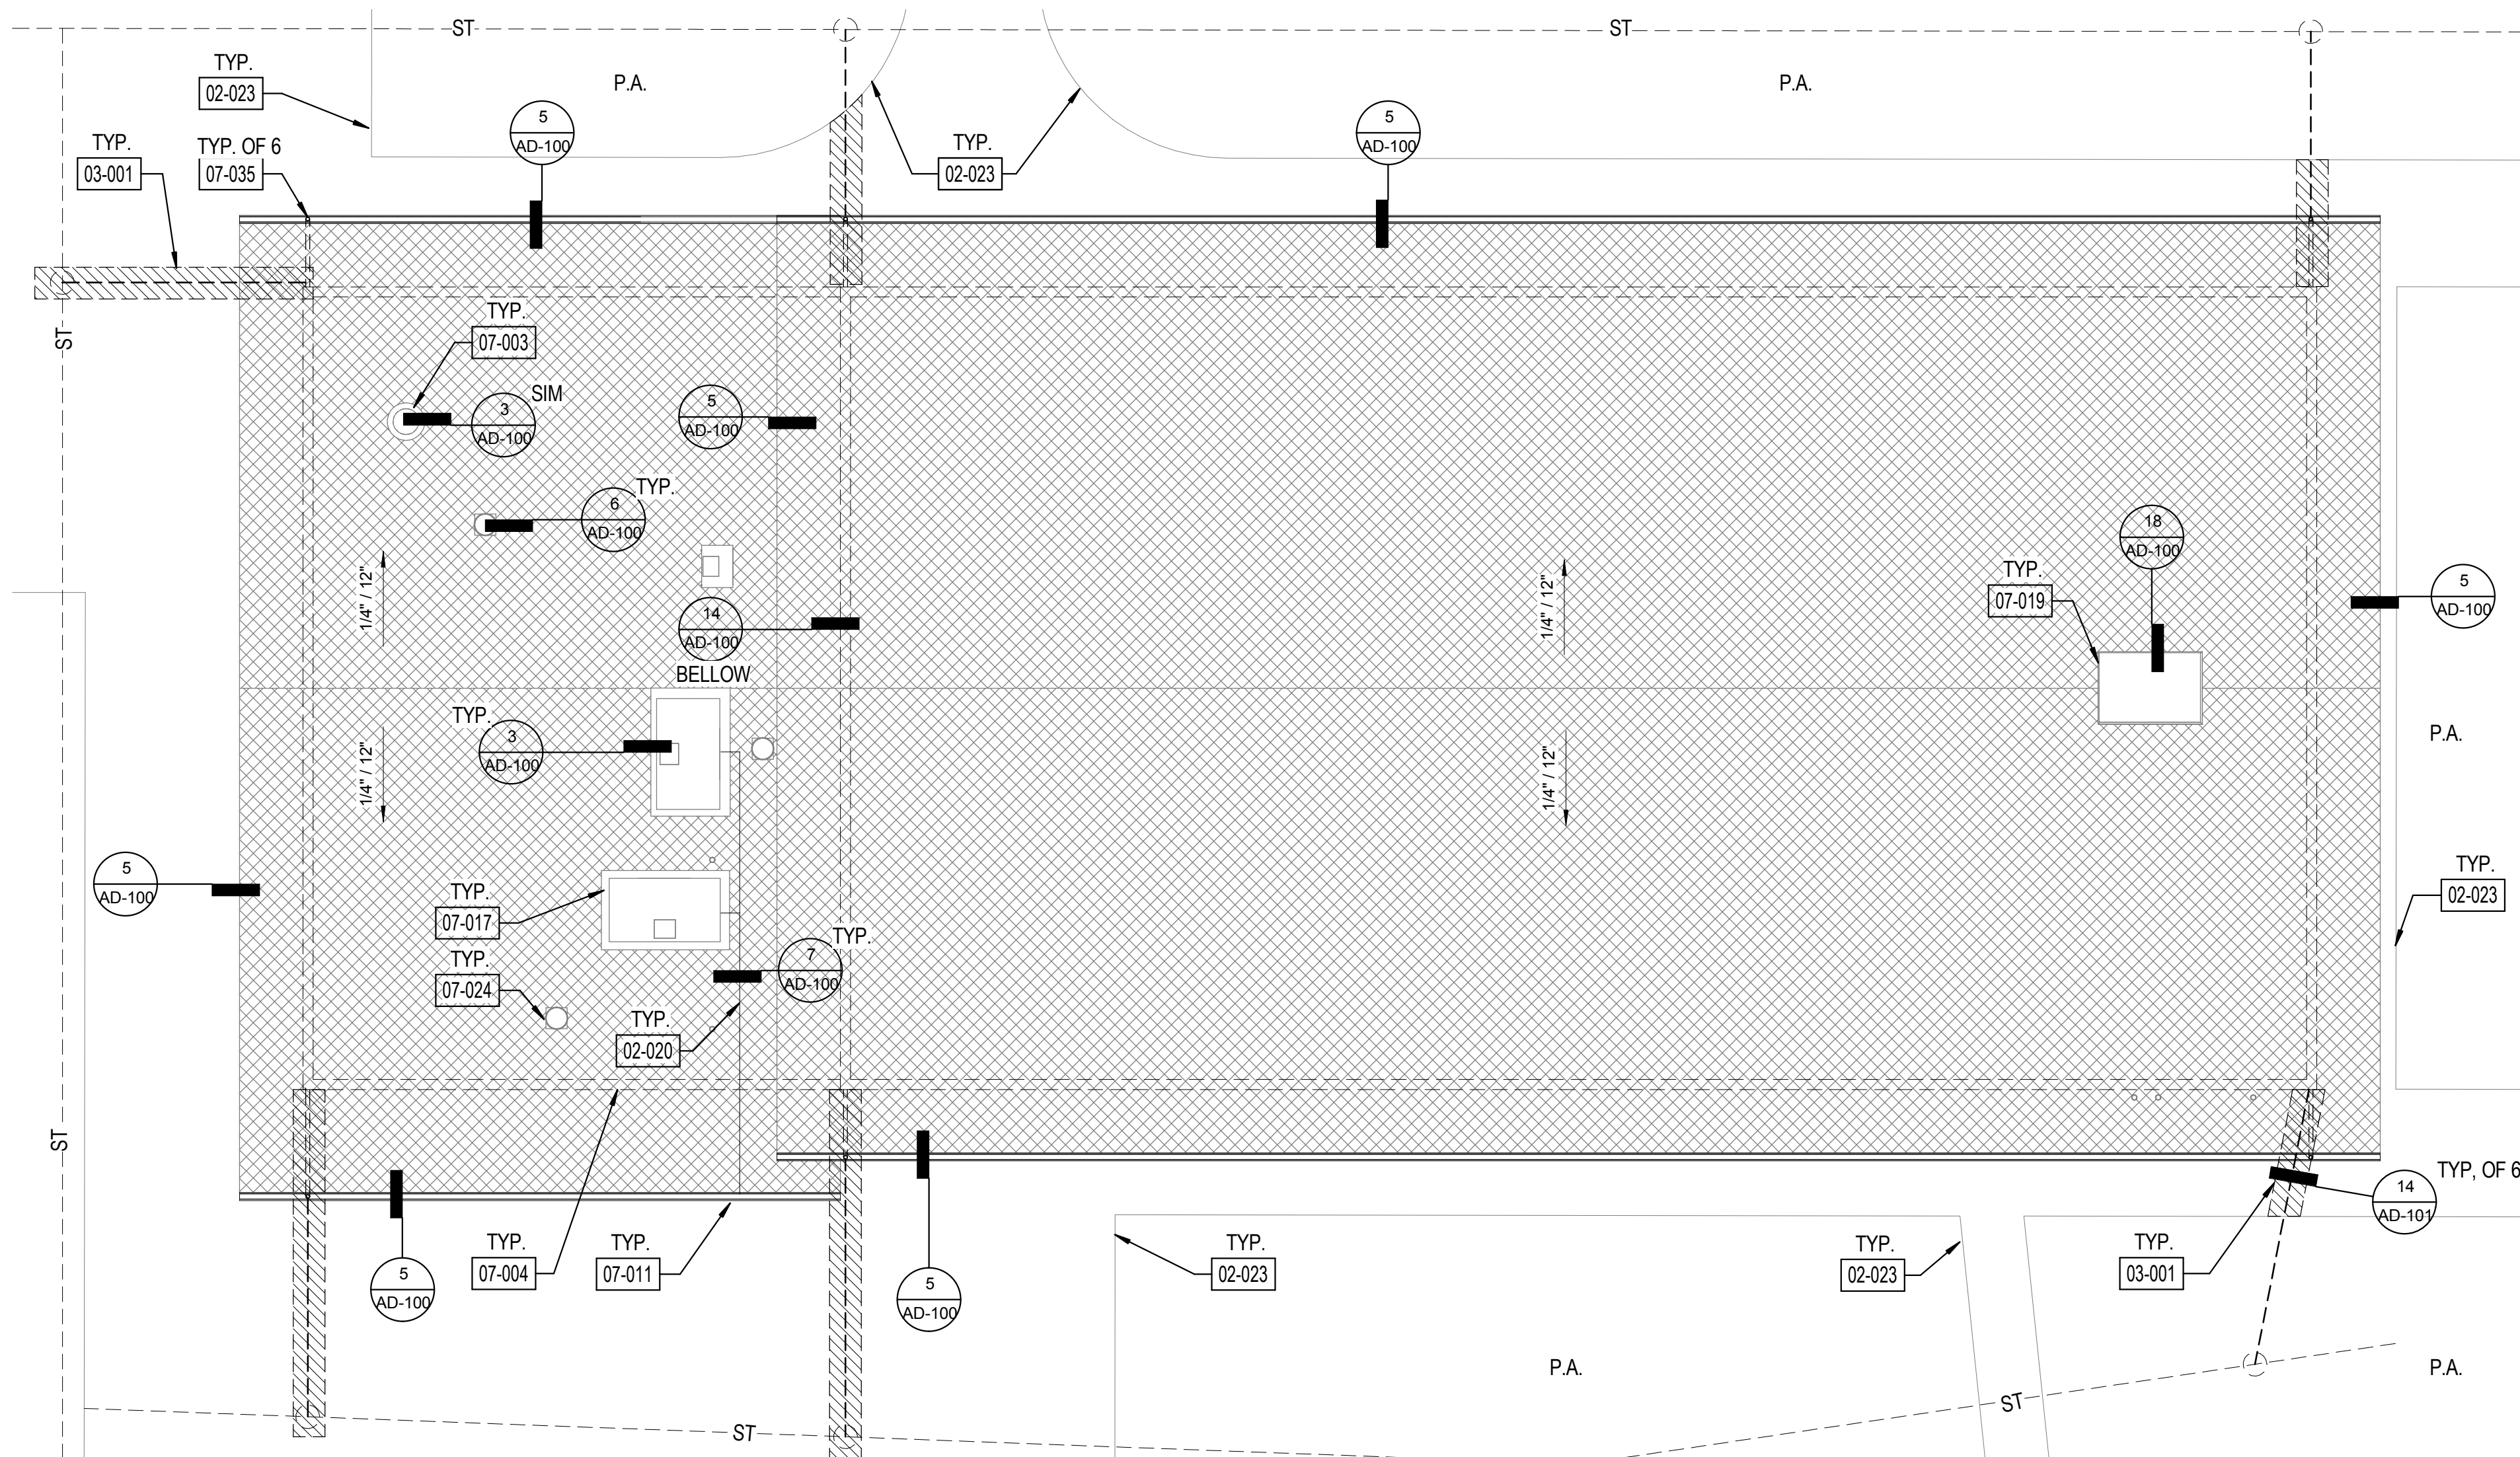 ST
ST
TYP.
02-023
P.A.
P.A.
5
AD-100
5
AD-100
TYP.
03-001
TYP. OF 6
07-035
TYP.
02-023
TYP.
07-003
ST
SIM
3
AD-100
5
AD-100
TYP.
6
AD-100
18
AD-100
1/4" / 12"
1/4" / 12"
TYP.
07-019
5
AD-100
14
AD-100
BELLOW
TYP.
3
AD-100
P.A.
1/4" / 12"
1/4" / 12"
5
AD-100
TYP.
07-017
TYP.
02-023
TYP.
7
AD-100
TYP.
07-024
TYP.
02-020
ST
TYP, OF 6
14
AD-101
TYP.
07-004
TYP.
07-011
5
AD-100
5
AD-100
TYP.
02-023
TYP.
02-023
TYP.
03-001
P.A.
P.A.
ST
ST